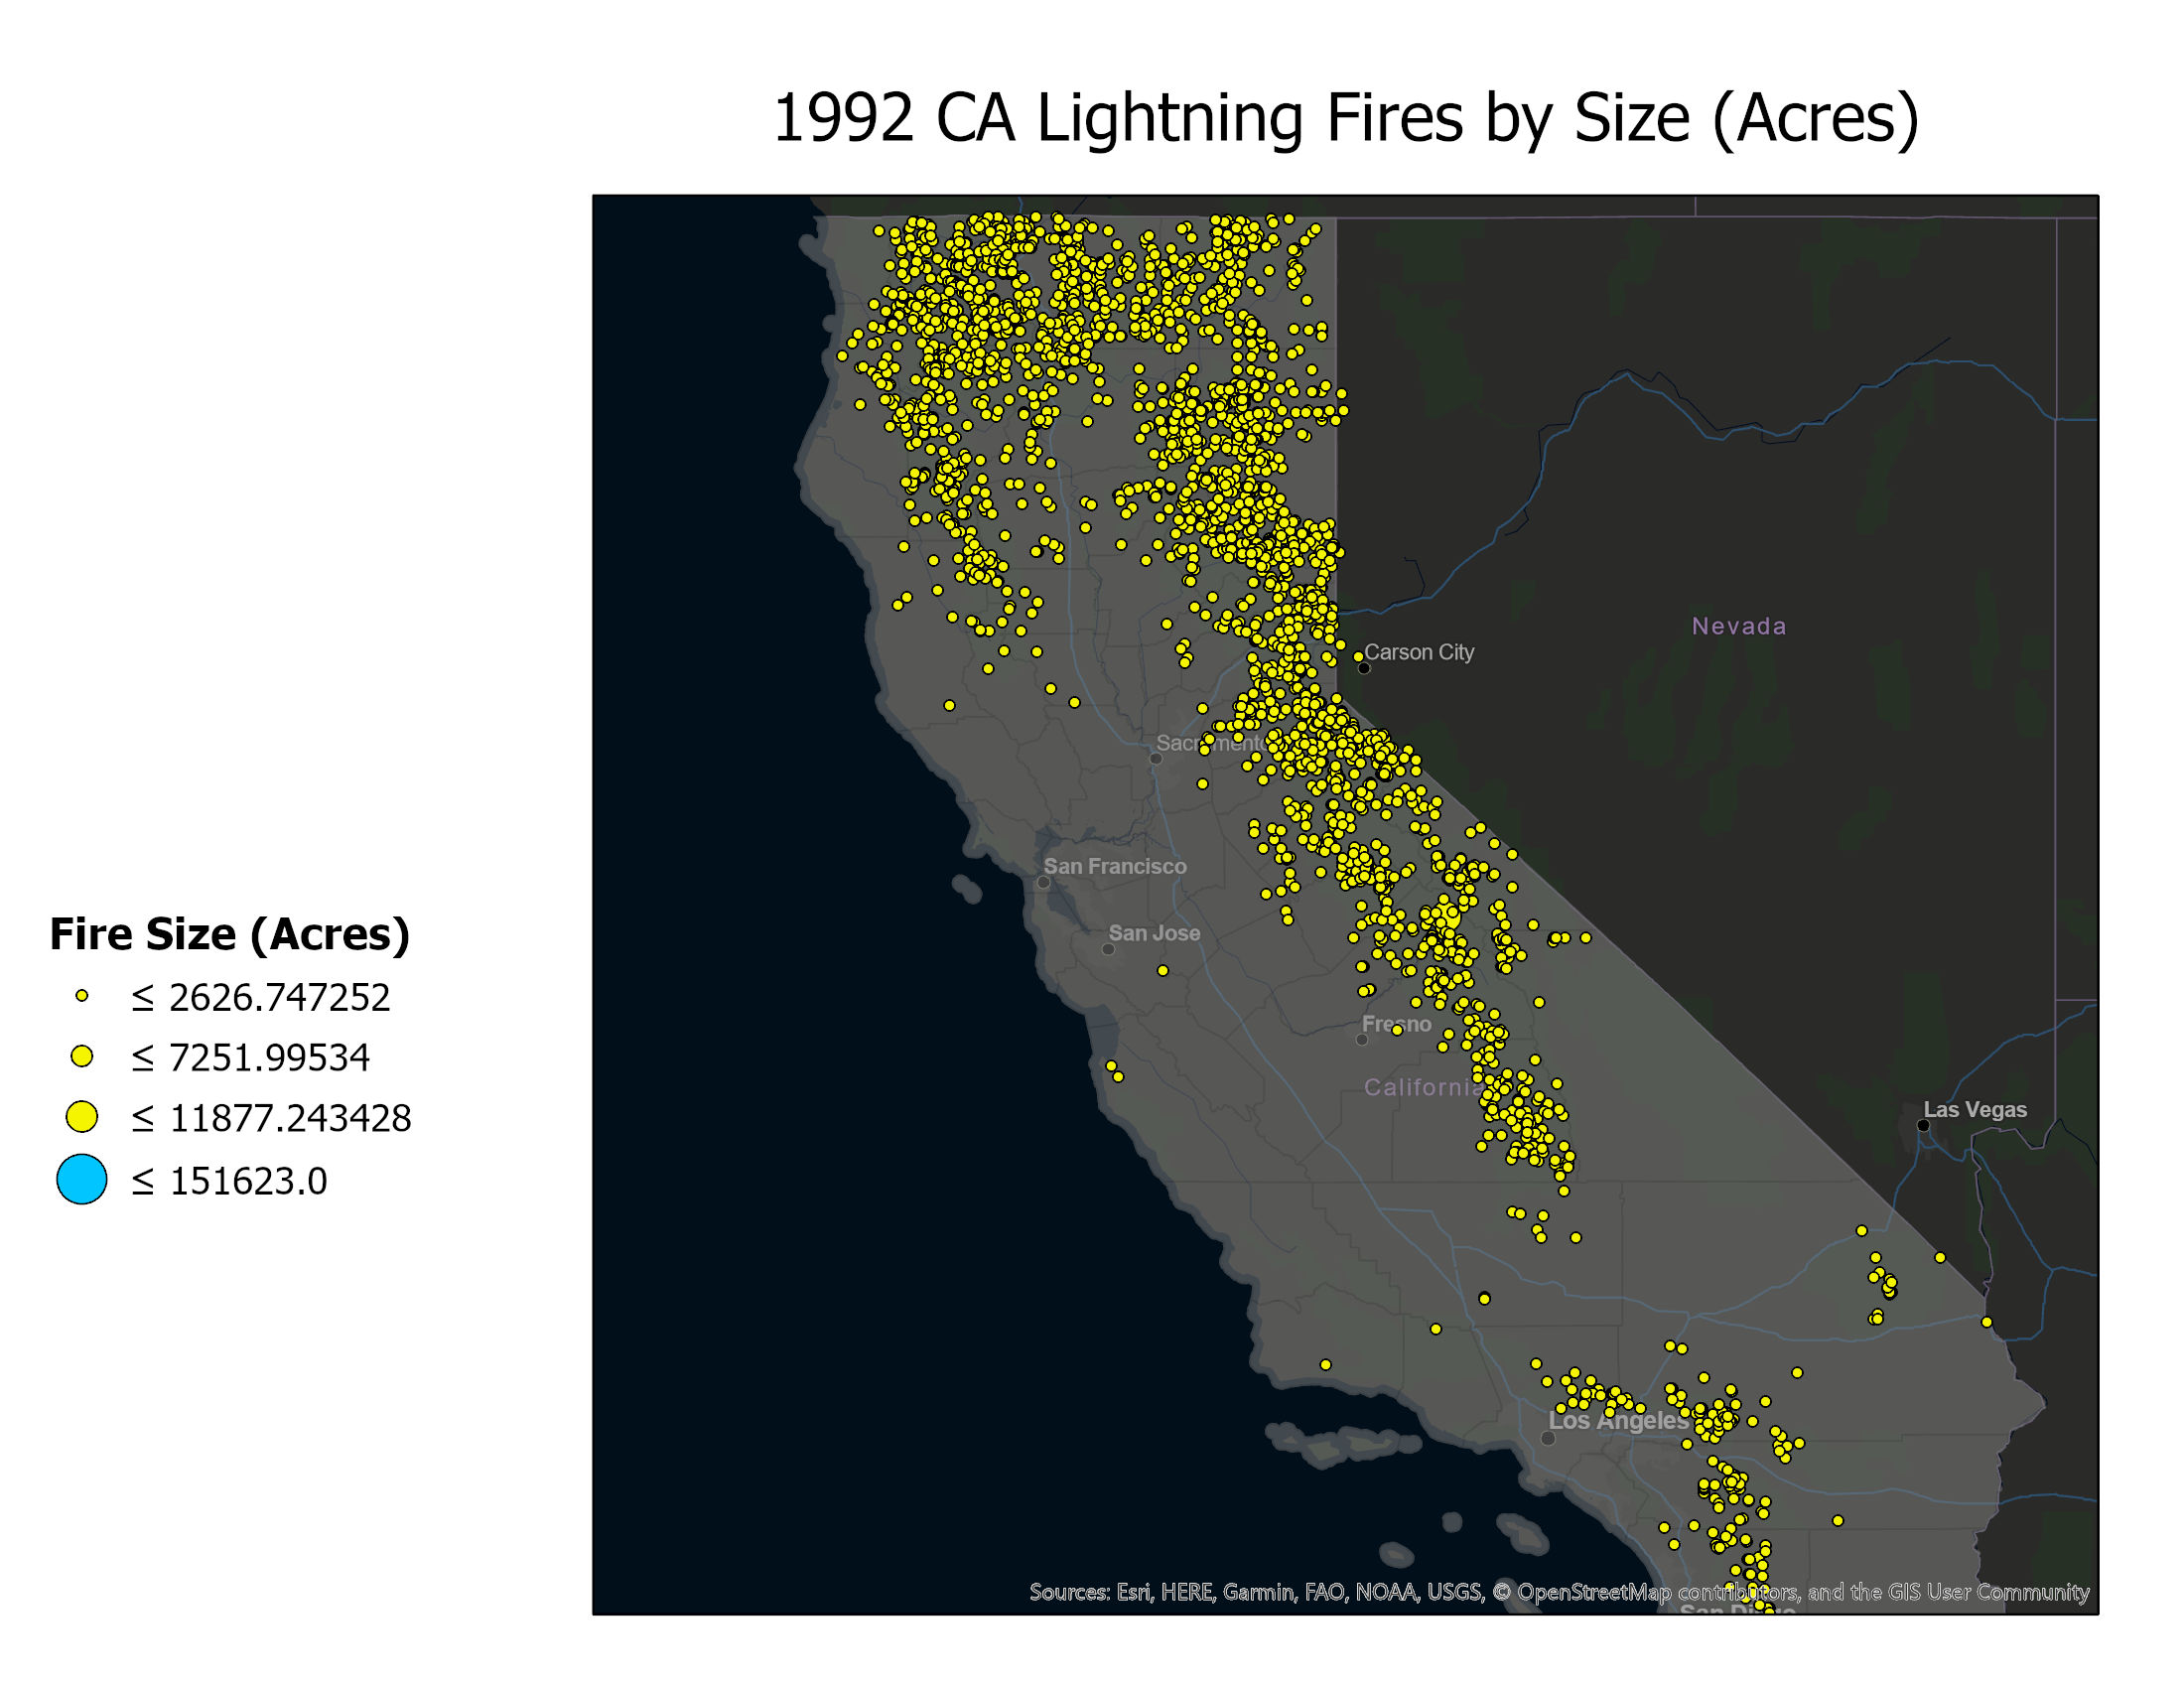 1992 CA Lightning Fires by Size (Acres)
Nevada
Carson City
Sacramento
San Francisco
San Jose
Fire Size (Acres)
≤ 2626.747252
≤ 7251.99534
≤ 11877.243428
≤ 151623.0
Fresno
California
Las Vegas
Los Angeles
Sources: Esri, HERE, Garmin, FAO, NOAA, USGS, © OpenStreetMap contributors, and the GIS User Community
San Diego